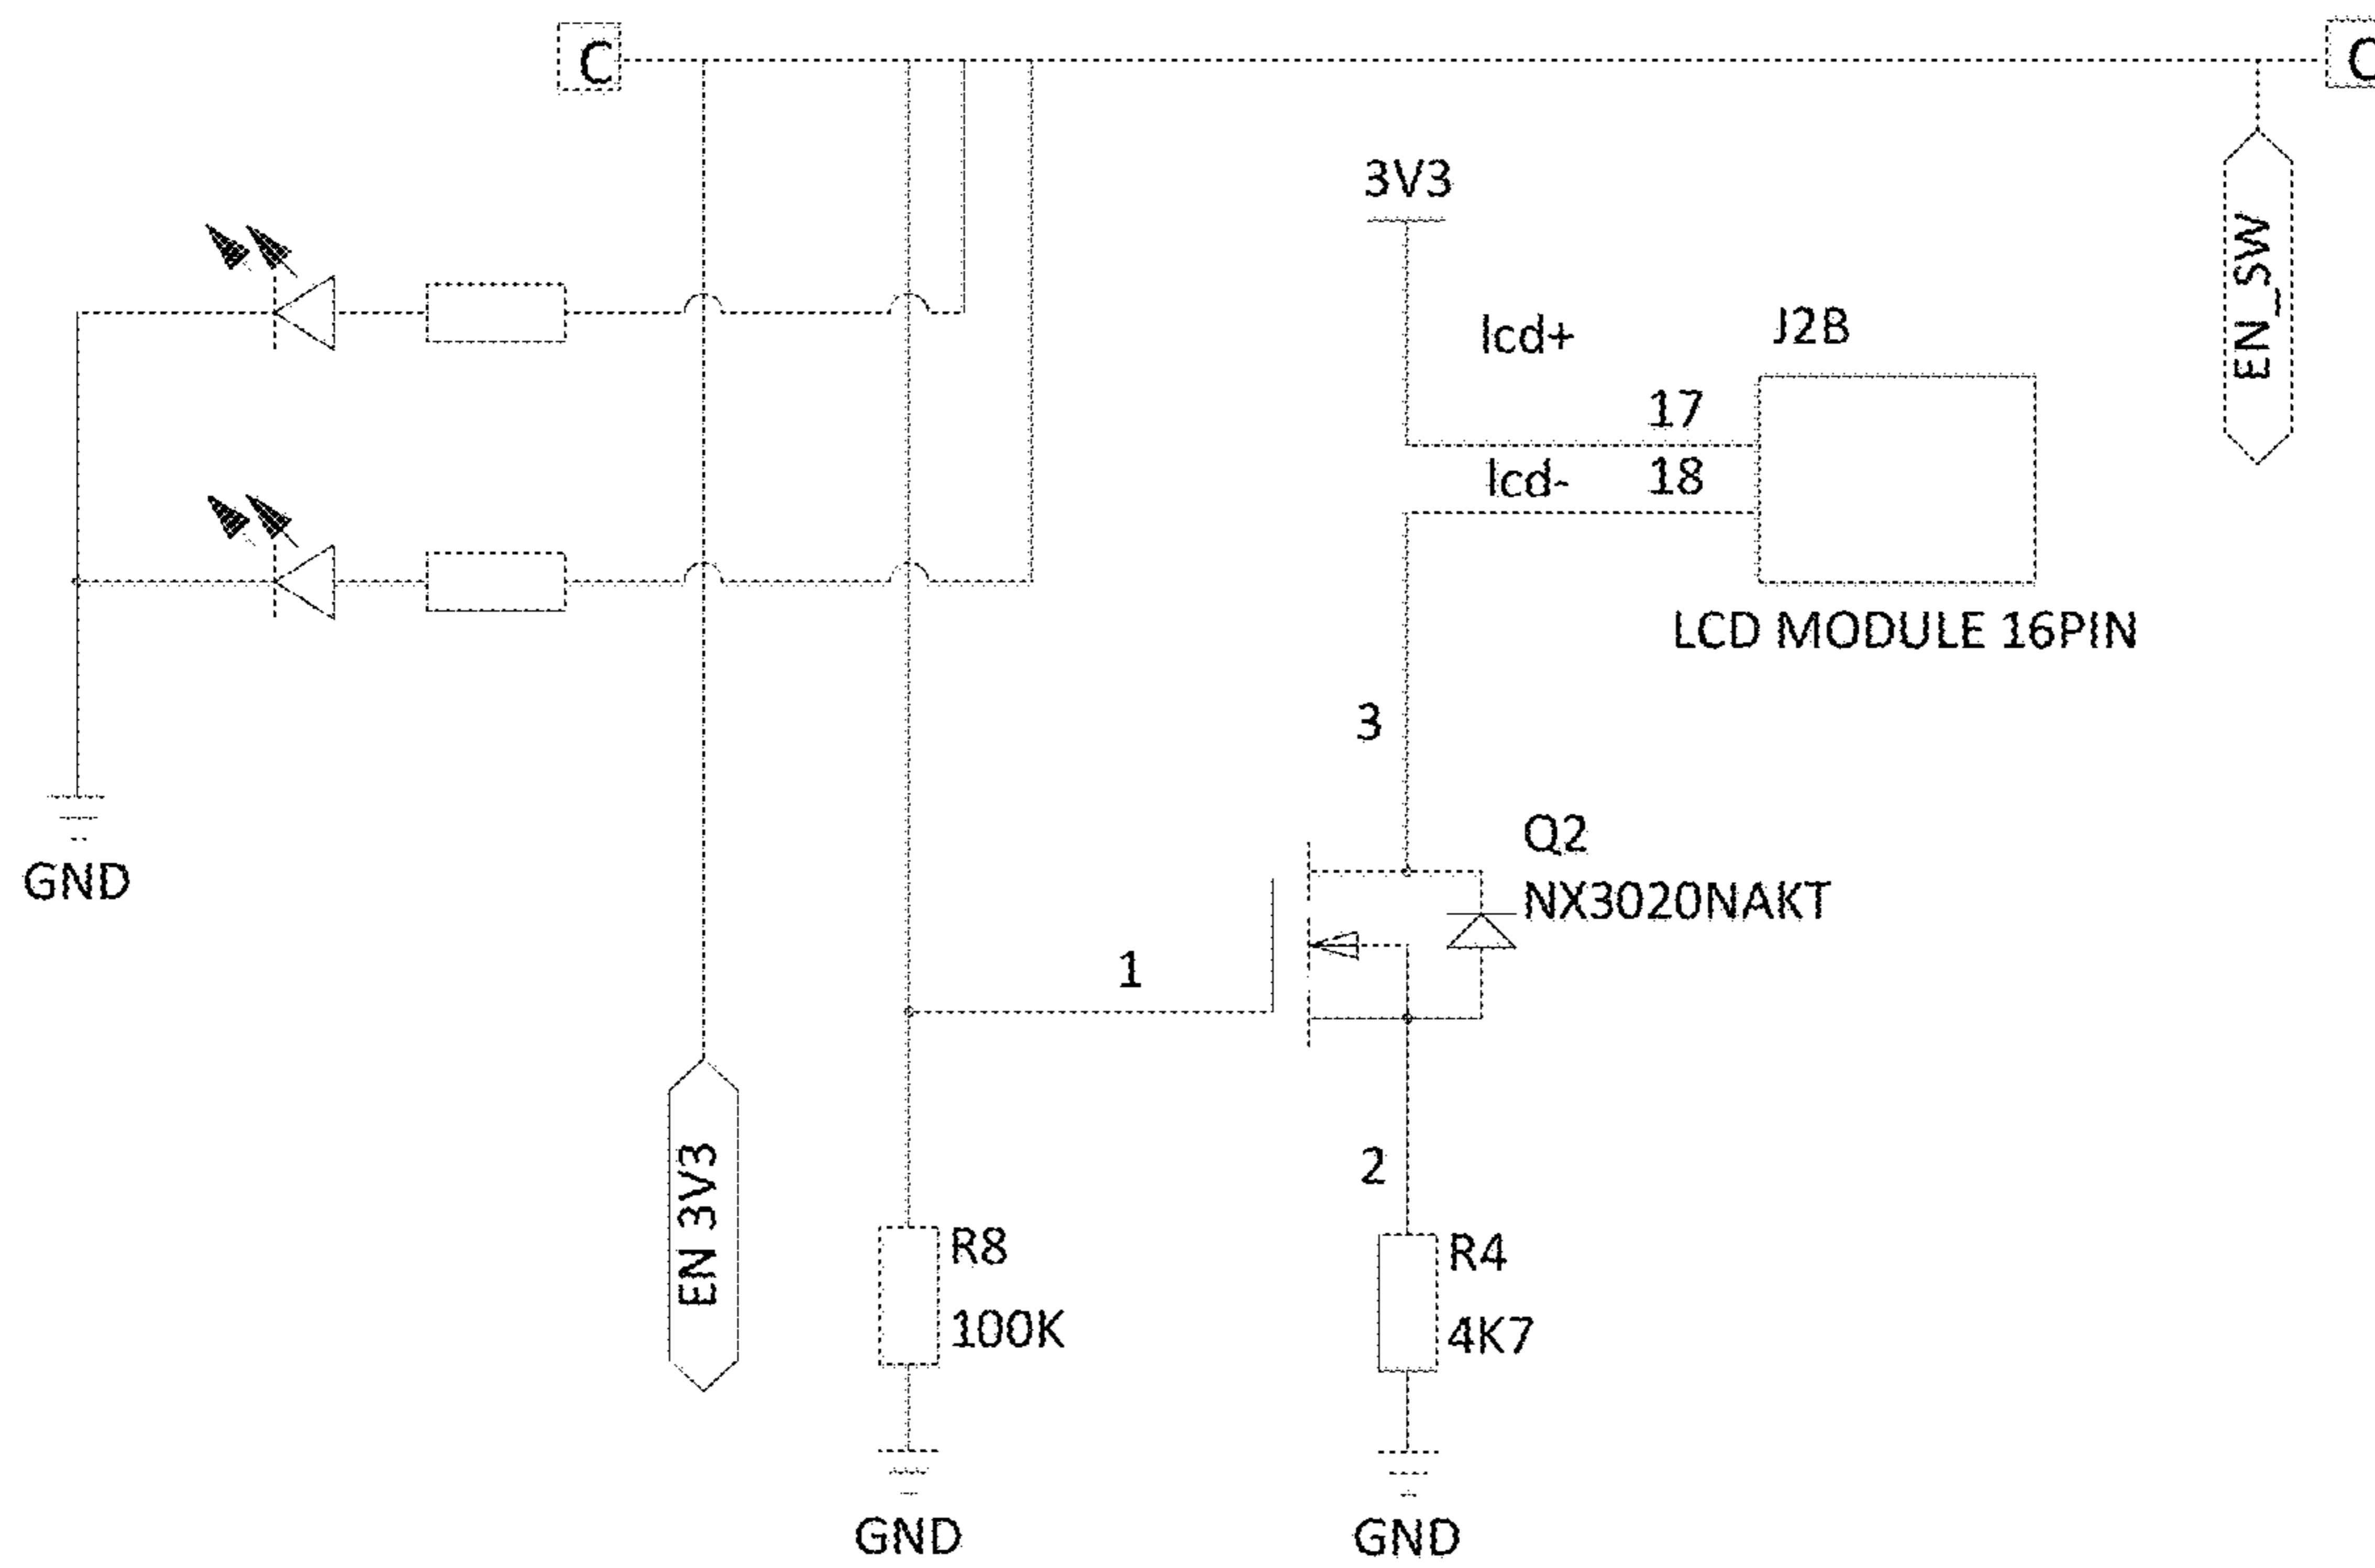 C
C
3V3
EN_SW
lcd+
J2B
17
lcd-
18
LCD MODULE 16PIN
3
Q2
NX3020NAKT
GND
1
2
EN 3V3
R8
100K
R4
4K7
GND
GND